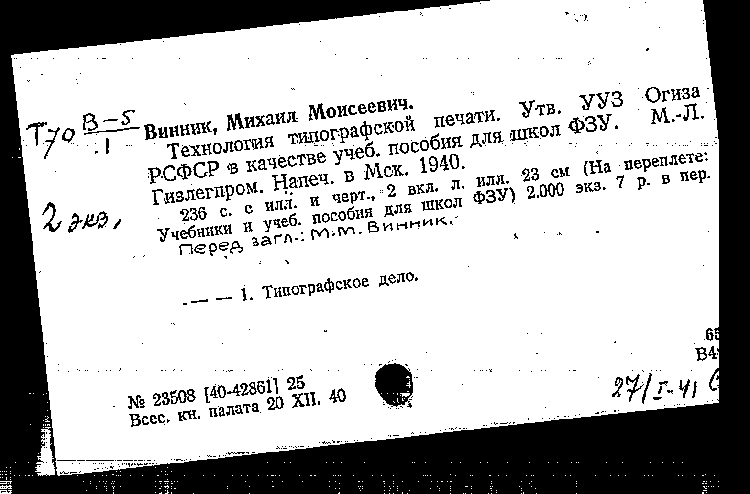 Т70 В-5
1
Винник, Михаил Моисеевич.
Технология типографской печати. Утв. УУЗ Огиза
РСФСР в качестве учеб. пособия для школ ФЗУ. М.-Л.
Гизлегпром. Напеч. в Мск. 1940.
2 экз.
236 с. с илл. и черт., 2 вкл. л. илл. 23 см (На переплете:
Учебники и учеб. пособия для школ ФЗУ) 2.000 экз. 7 р. в пер.
Перед загл.: М.М. Винник.
— — 1. Типографское дело.
65
В4
№ 23508 [40-42861] 25
Всес. кн. палата 20 XII. 40
27/I-41